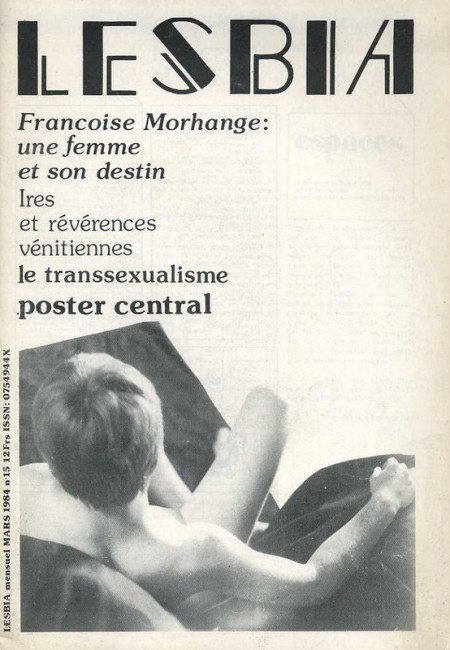 LESBIA
Francoise Morhange:
une femme
et son destin
Ires
et révérences
vénitiennes
le transsexualisme
poster central
LESBIA mensuel MARS 1984 n°15 12Frs ISSN: 0754944X
espaces